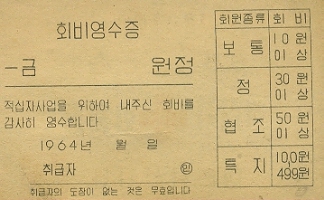 회비영수증
一금 원정
적십자사업을 위하여 내주신 회비를
감사히 영수합니다
1964년 월 일
취급자 ㊞
취급자의 도장이 없는 것은 무효입니다
회원종류 회비
보통 10원 이상
정 30원 이상
협조 50원 이상
특지 100원 499원